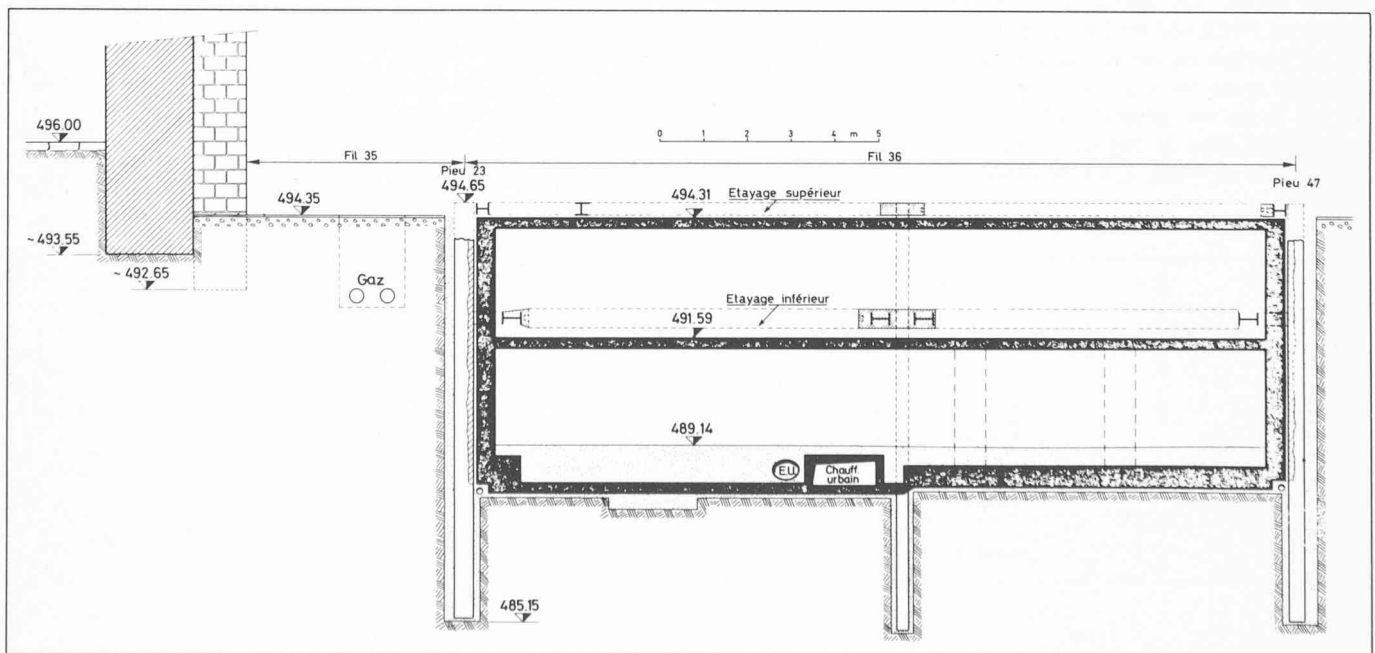 496.00
0 1 2 3 4 m 5
Fil 35
Fil 36
Pieu 23
494.65
Pieu 47
494.35
494.31
Etayage supérieur
~493.55
~492.65
Gaz
Etayage inférieur
491.59
489.14
E.U.
Chauff.
urbain
485.15